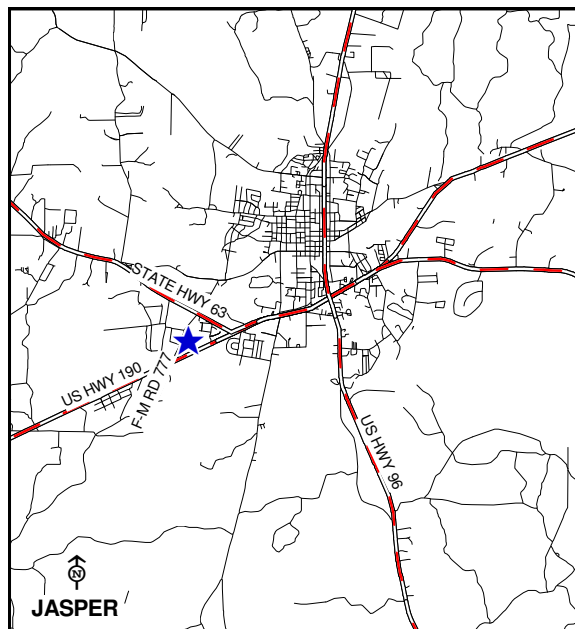 STATE HWY 63
US HWY 190
F-M RD 777
US HWY 96
N
JASPER